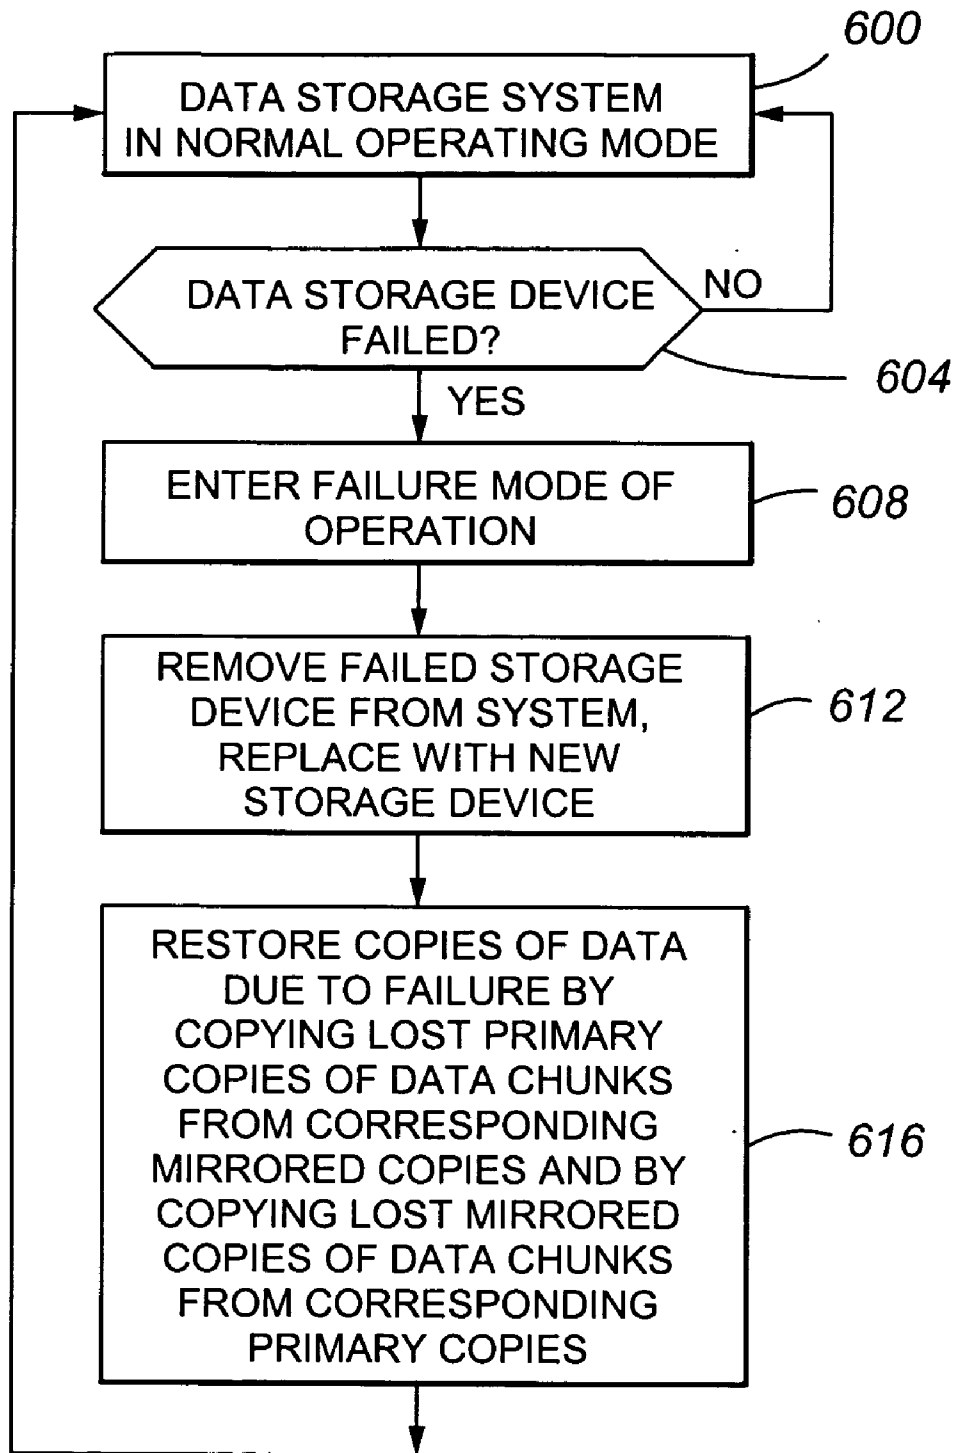 600
DATA STORAGE SYSTEM
IN NORMAL OPERATING MODE
DATA STORAGE DEVICE
FAILED?
NO
604
YES
ENTER FAILURE MODE OF
OPERATION
608
REMOVE FAILED STORAGE
DEVICE FROM SYSTEM,
REPLACE WITH NEW
STORAGE DEVICE
612
RESTORE COPIES OF DATA
DUE TO FAILURE BY
COPYING LOST PRIMARY
COPIES OF DATA CHUNKS
FROM CORRESPONDING
MIRRORED COPIES AND BY
COPYING LOST MIRRORED
COPIES OF DATA CHUNKS
FROM CORRESPONDING
PRIMARY COPIES
616